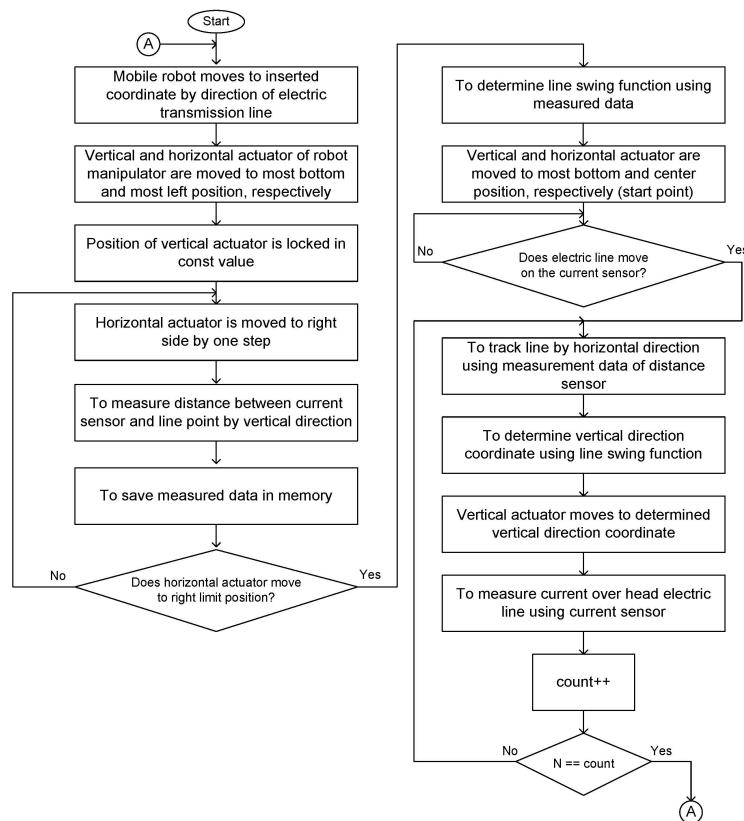 Start
A
Mobile robot moves to inserted
coordinate by direction of electric
transmission line
Vertical and horizontal actuator of robot
manipulator are moved to most bottom
and most left position, respectively
Position of vertical actuator is locked in
const value
Horizontal actuator is moved to right
side by one step
To measure distance between current
sensor and line point by vertical direction
To save measured data in memory
No
Does horizontal actuator move
to right limit position?
Yes
To determine line swing function using
measured data
Vertical and horizontal actuator are
moved to most bottom and center
position, respectively (start point)
No
Does electric line move
on the current sensor?
Yes
To track line by horizontal direction
using measurement data of distance
sensor
To determine vertical direction
coordinate using line swing function
Vertical actuator moves to determined
vertical direction coordinate
To measure current over head electric
line using current sensor
count++
No
N == count
Yes
A